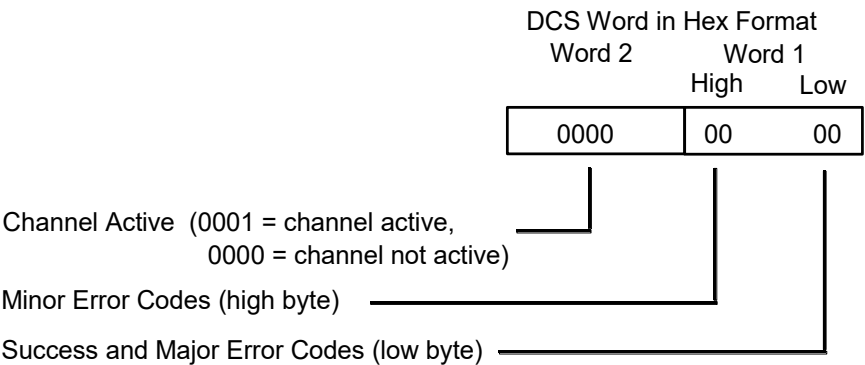 DCS Word in Hex Format
Word 2 Word 1
High Low
0000 00 00
Channel Active (0001 = channel active,
0000 = channel not active)
Minor Error Codes (high byte)
Success and Major Error Codes (low byte)